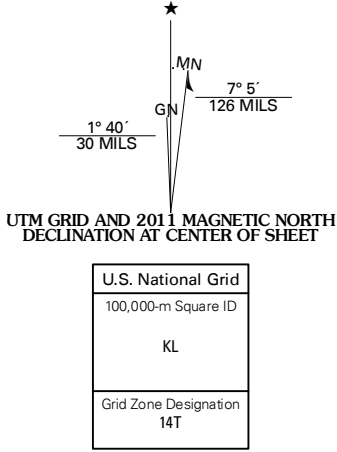 ★
.MN
GN
7° 5´
126 MILS
1° 40´
30 MILS
UTM GRID AND 2011 MAGNETIC NORTH
DECLINATION AT CENTER OF SHEET
U.S. National Grid
100,000-m Square ID
KL
Grid Zone Designation
14T